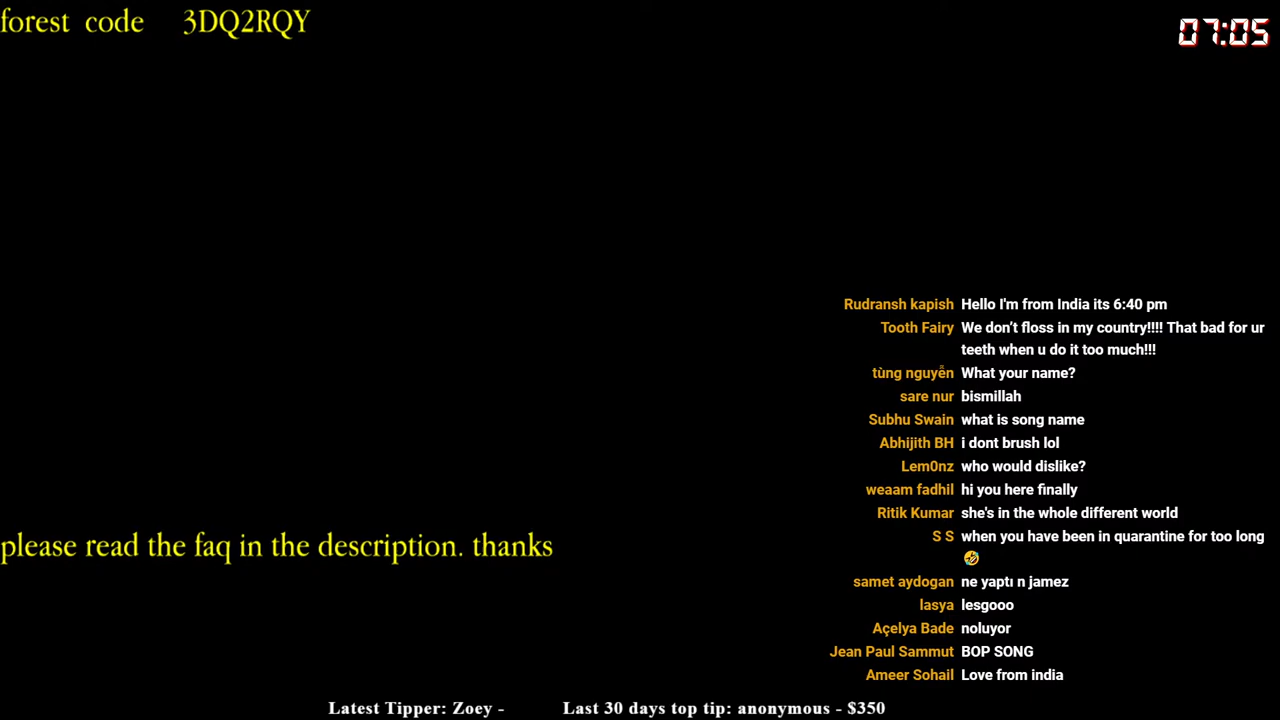 forest code 3DQ2RQY
07:05
Rudransh kapish Hello I'm from India its 6:40 pm
Tooth Fairy We don’t floss in my country!!!! That bad for ur
teeth when u do it too much!!!
tùng nguyễn What your name?
sare nur bismillah
Subhu Swain what is song name
Abhijith BH i dont brush lol
Lem0nz who would dislike?
weaam fadhil hi you here finally
Ritik Kumar she's in the whole different world
S S when you have been in quarantine for too long
🤣
please read the faq in the description. thanks
samet aydogan ne yaptı n jamez
lasya lesgooo
Açelya Bade noluyor
Jean Paul Sammut BOP SONG
Ameer Sohail Love from india
Latest Tipper: Zoey - Last 30 days top tip: anonymous - $350